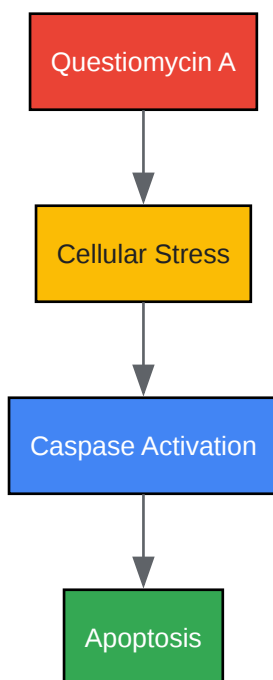 Questiomycin A
Cellular Stress
Caspase Activation
Apoptosis